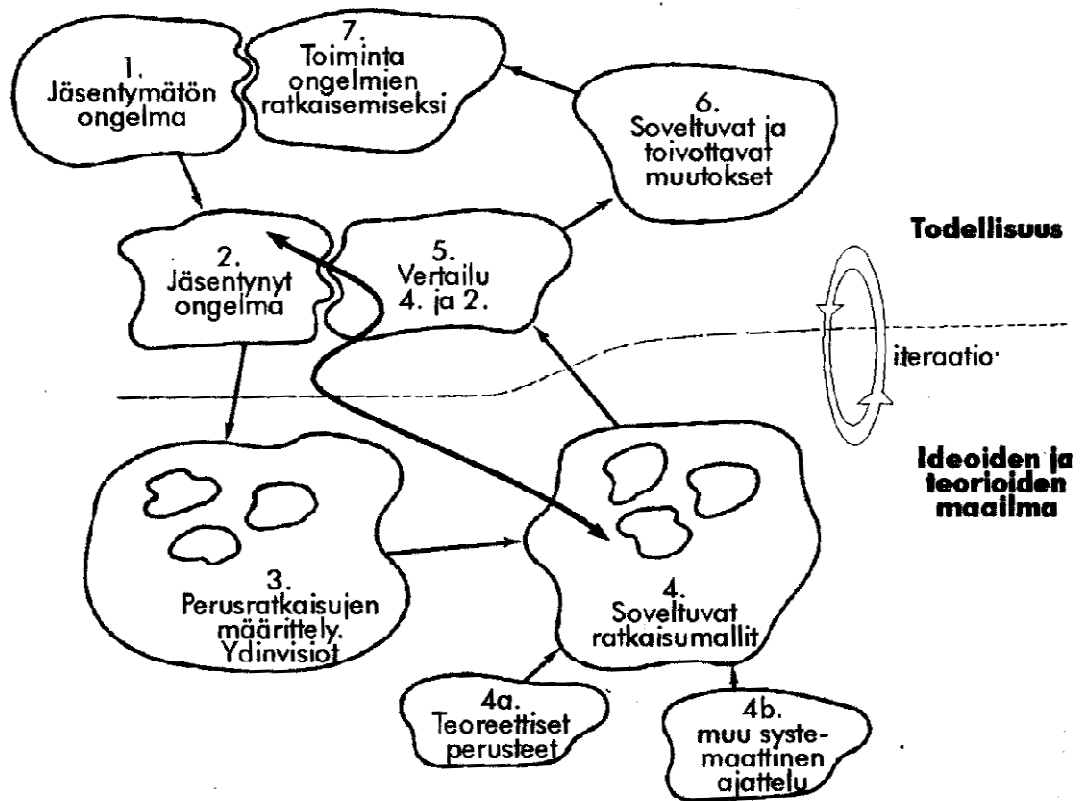 1.
Jäsentymätön
ongelma
7.
Toiminta
ongelmien
ratkaisemiseksi
6.
Soveltuvat ja
toivottavat
muutokset
2.
Jäsentynyt
ongelma
5.
Vertailu
4. ja 2.
Todellisuus
iteraatio
Ideoiden ja
teorioiden
maailma
3.
Perusratkaisujen
määrittely.
Ydinvisiot
4.
Soveltuvat
ratkaisumallit
4a.
Teoreettiset
perusteet
4b.
muu syste-
maattinen
ajattelu